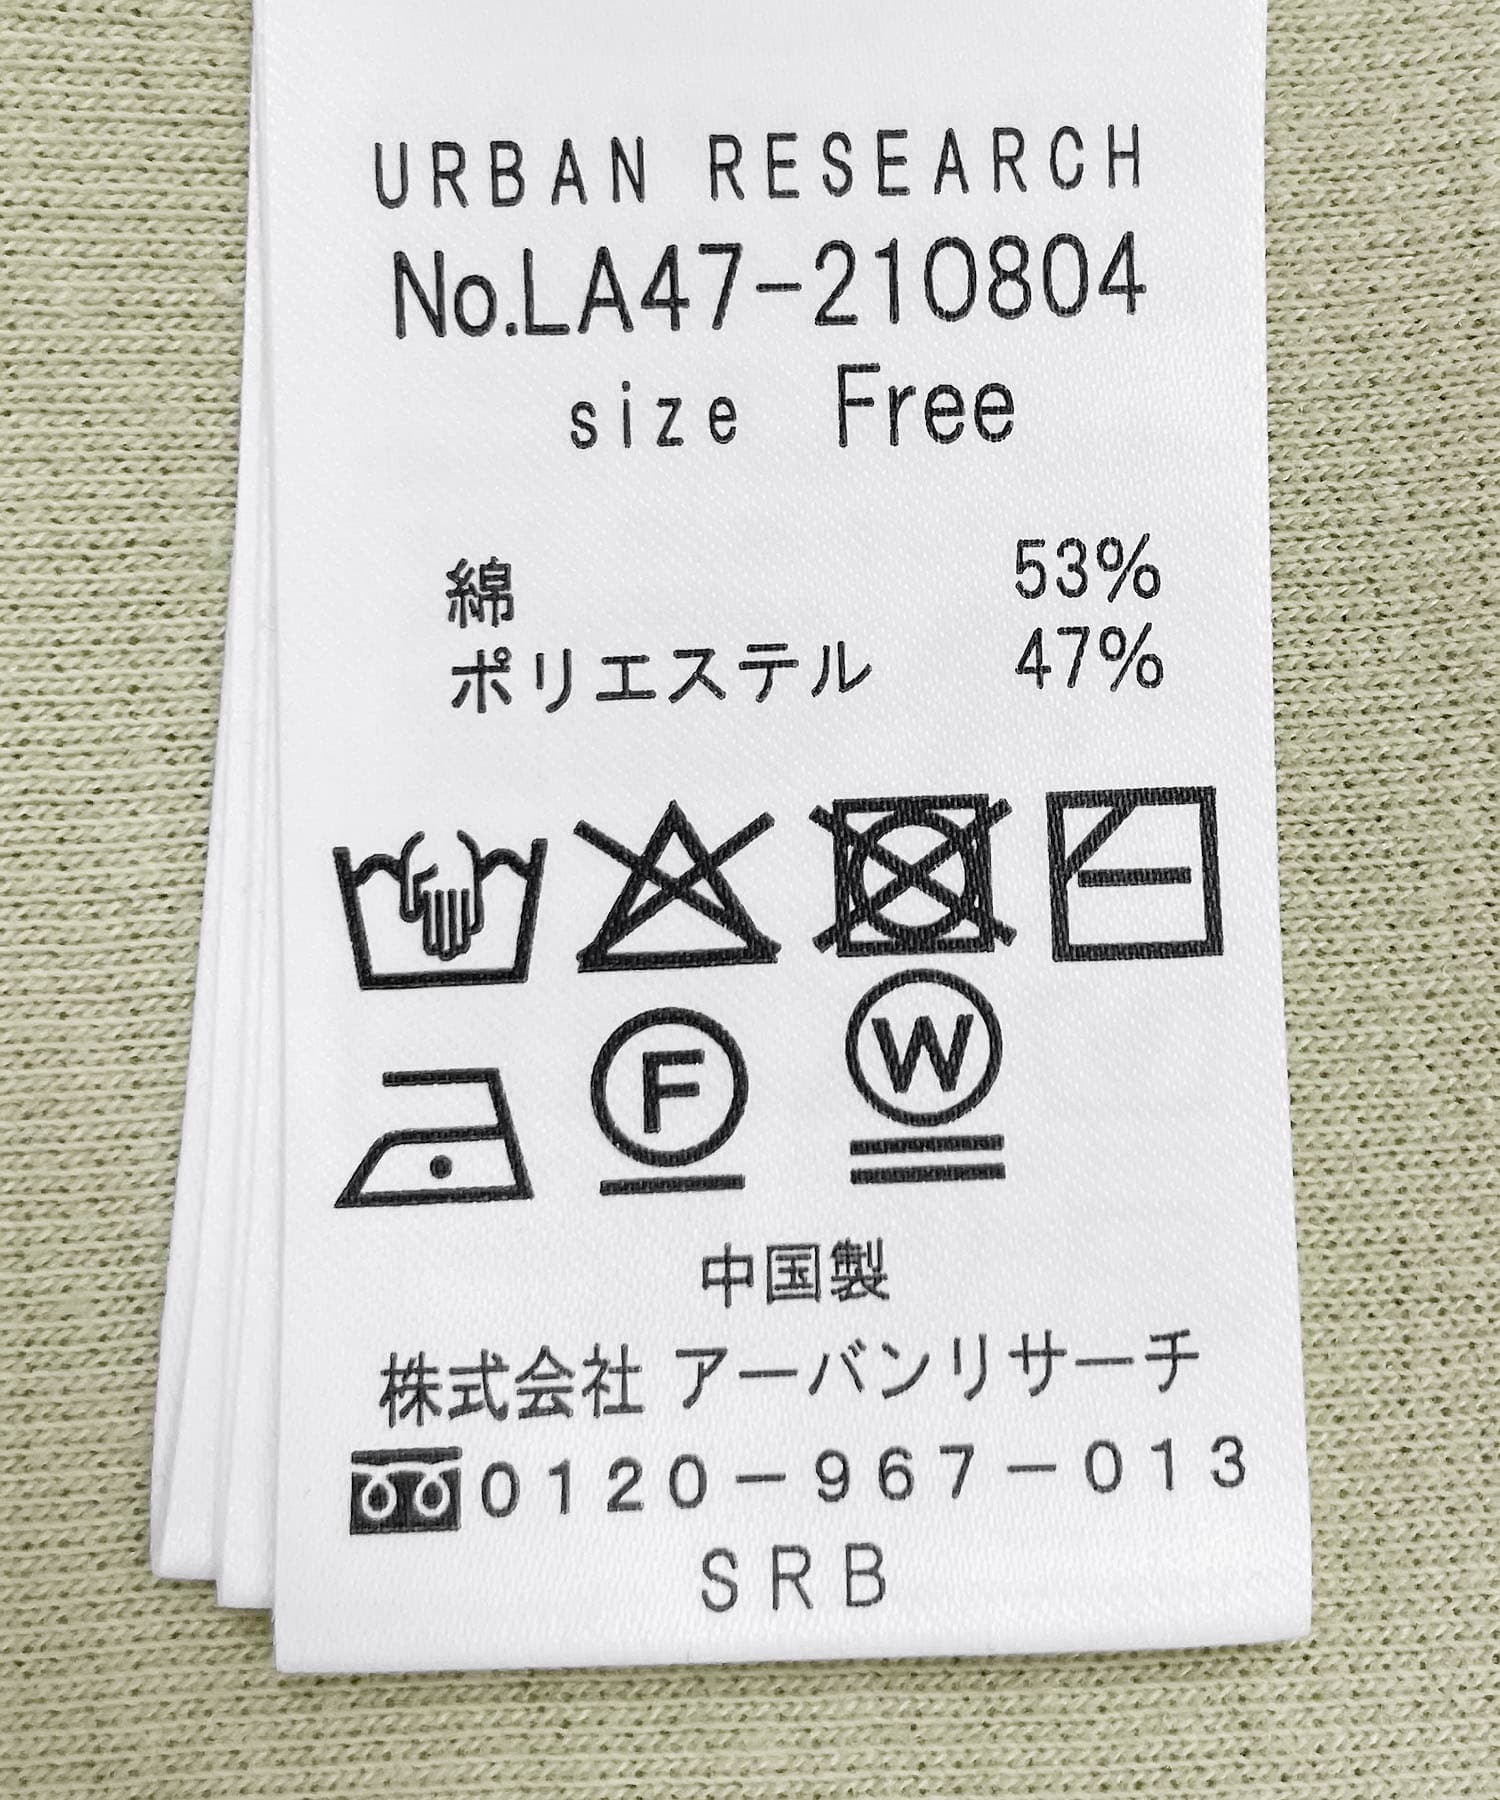 URBAN RESEARCH
No.LA47-210804
size Free
綿 53%
ポリエステル 47%
F W
中国製
株式会社 アーバンリサーチ
0120-967-013
SRB